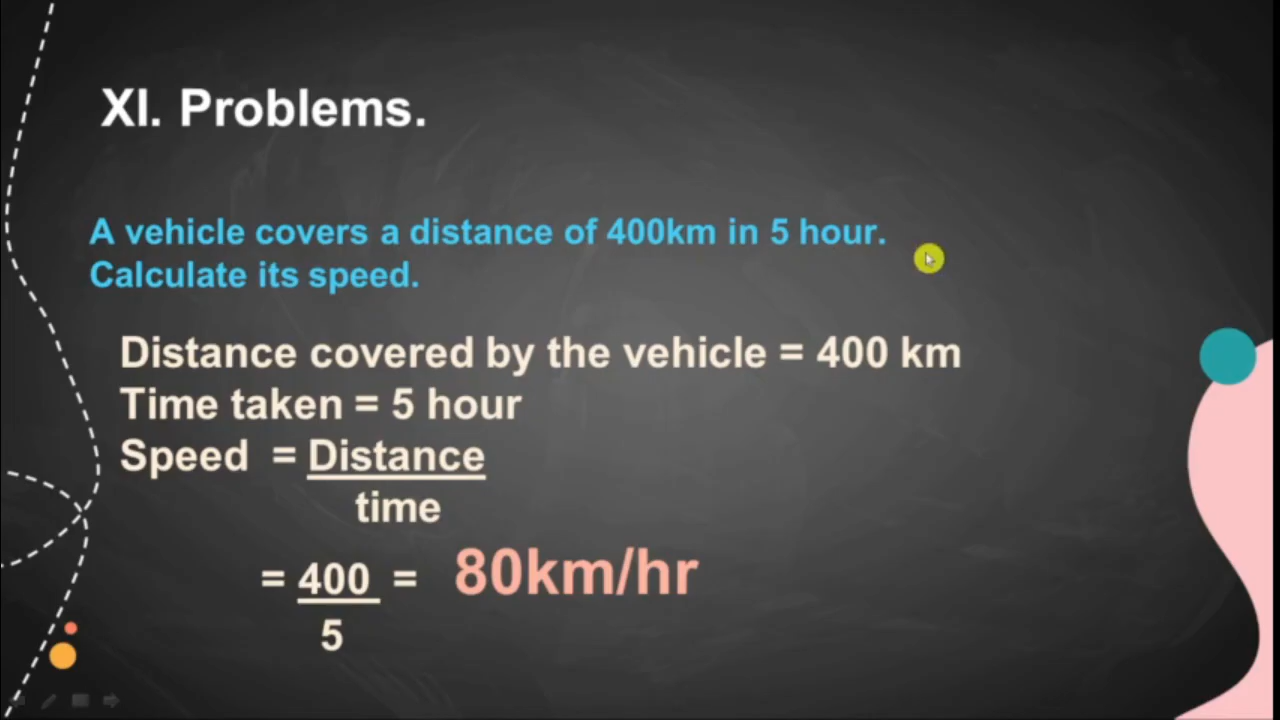 XI. Problems.
A vehicle covers a distance of 400km in 5 hour.
Calculate its speed.
Distance covered by the vehicle = 400 km
Time taken = 5 hour
Speed = Distance
time
= 400 = 80km/hr
5